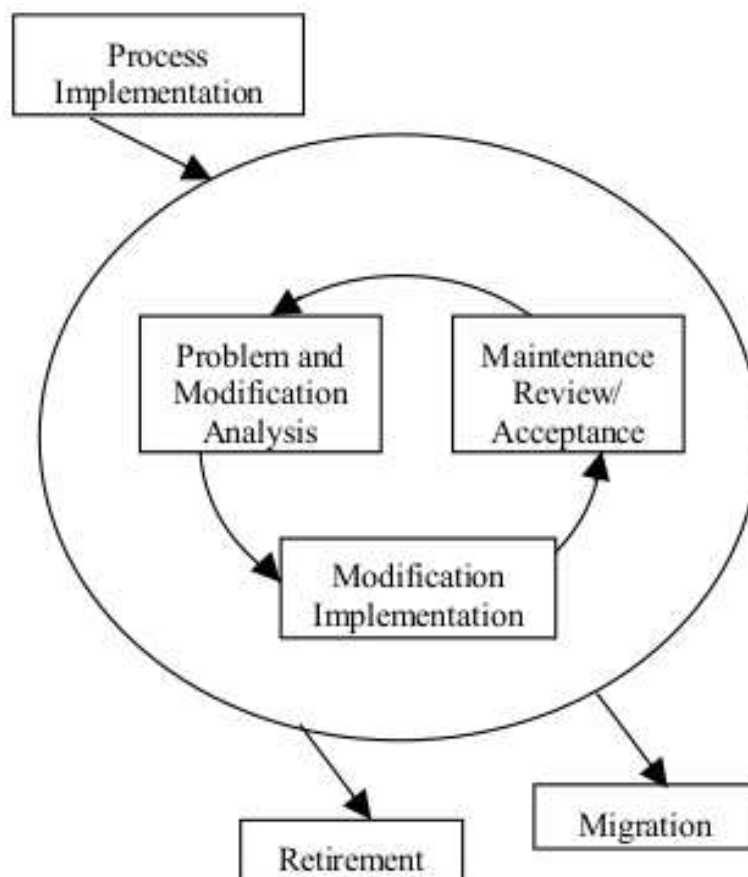 Process
Implementation
Problem and
Modification
Analysis
Maintenance
Review/
Acceptance
Modification
Implementation
Migration
Retirement